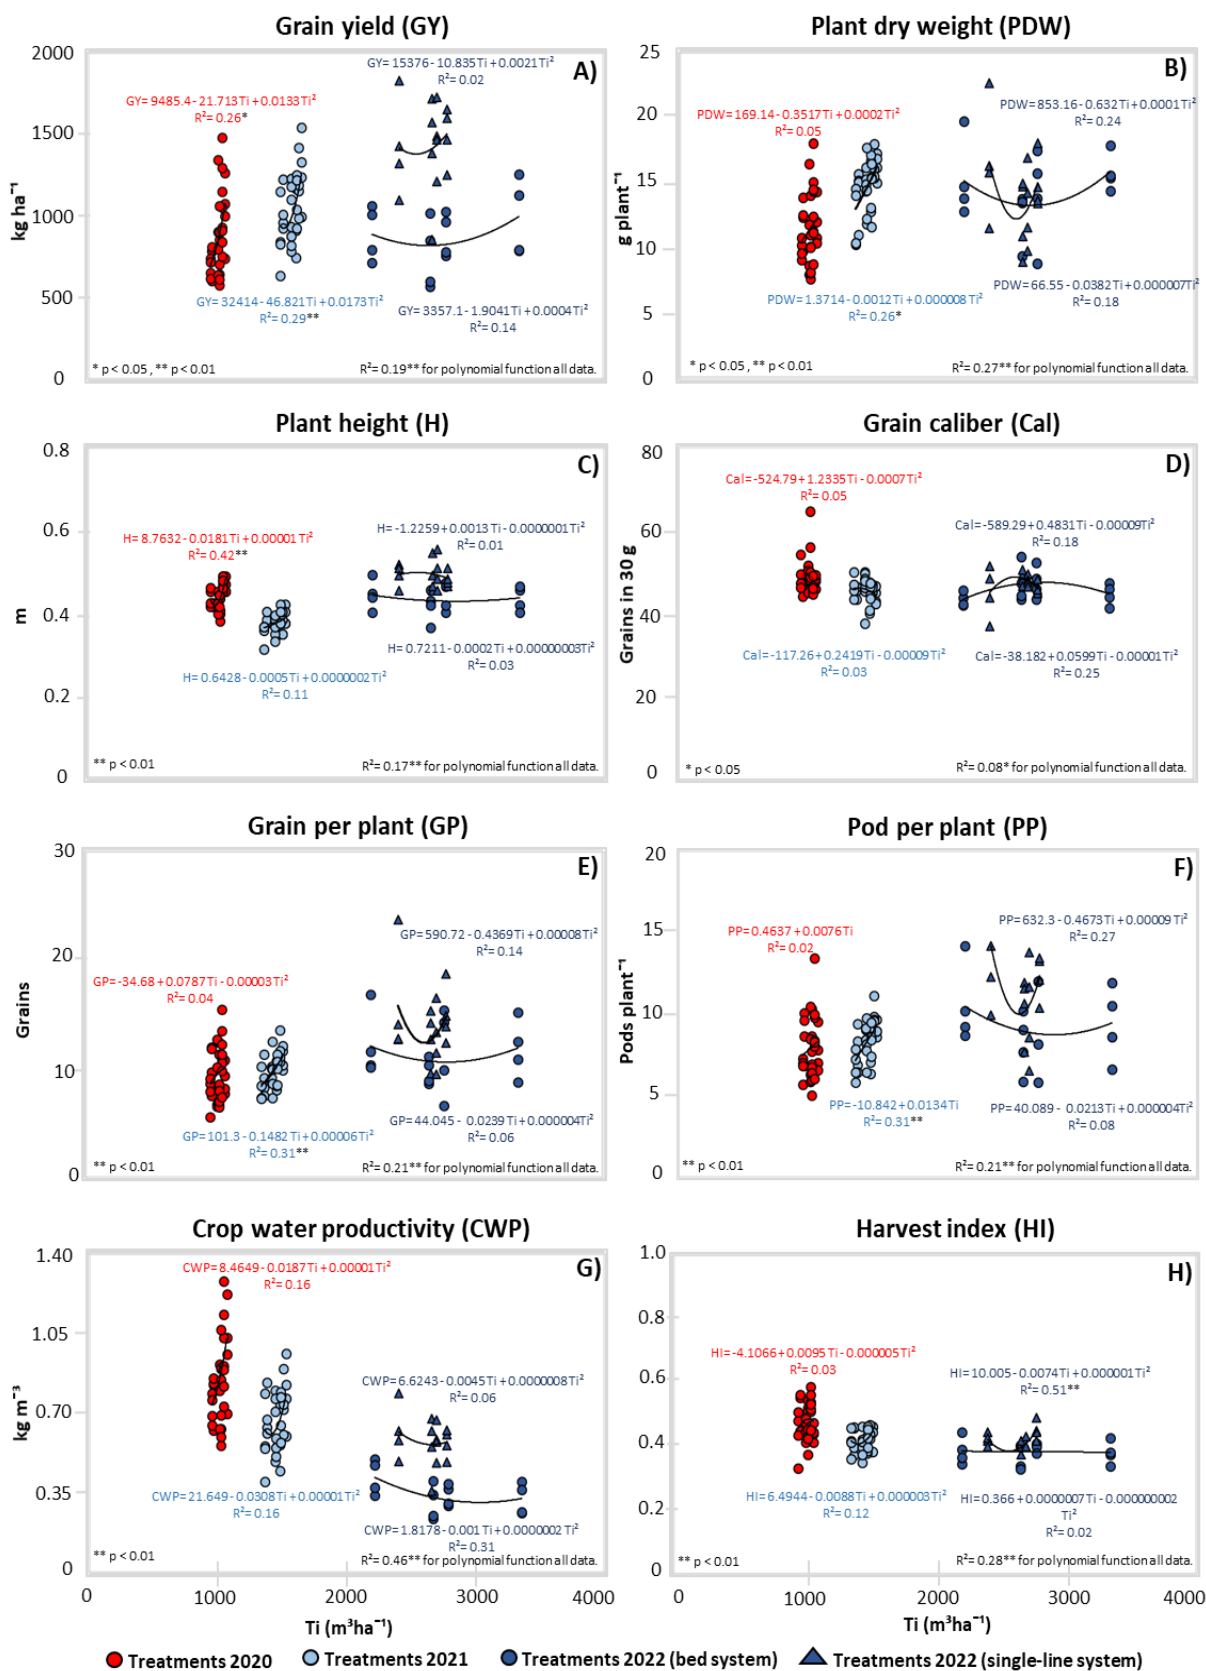 Grain yield (GY)
2000
1500
1000
500
0
kg ha⁻¹
A)
GY= 15376 - 10.835Ti + 0.0021Ti²
R²= 0.02
GY= 9485.4 - 21.713Ti + 0.0133Ti²
R²= 0.26*
GY= 32414 - 46.821Ti + 0.0173Ti²
R²= 0.29**
GY= 3357.1 - 1.9041Ti + 0.0004Ti²
R²= 0.14
* p < 0.05 , ** p < 0.01
R²= 0.19** for polynomial function all data.
Plant dry weight (PDW)
25
20
15
10
5
0
g plant⁻¹
B)
PDW= 853.16 - 0.632Ti + 0.0001Ti²
R²= 0.24
PDW= 169.14 - 0.3517Ti + 0.0002Ti²
R²= 0.05
PDW= 66.55 - 0.0382Ti + 0.000007Ti²
R²= 0.18
PDW= 1.3714 - 0.0012Ti + 0.000008Ti²
R²= 0.26*
* p < 0.05 , ** p < 0.01
R²= 0.27** for polynomial function all data.
Plant height (H)
0.8
0.6
0.4
0.2
0
m
C)
H= -1.2259 + 0.0013Ti - 0.0000001Ti²
R²= 0.01
H= 8.7632 - 0.0181Ti + 0.00001Ti²
R²= 0.42**
H= 0.7211 - 0.0002Ti + 0.00000003Ti²
R²= 0.03
H= 0.6428 - 0.0005Ti + 0.0000002Ti²
R²= 0.11
** p < 0.01
R²= 0.17** for polynomial function all data.
Grain caliber (Cal)
80
60
40
20
0
Grains in 30 g
D)
Cal= -524.79 + 1.2335Ti - 0.0007Ti²
R²= 0.05
Cal= -589.29 + 0.4831Ti - 0.00009Ti²
R²= 0.18
Cal= -117.26 + 0.2419Ti - 0.00009Ti²
R²= 0.03
Cal= -38.182 + 0.0599Ti - 0.00001Ti²
R²= 0.25
* p < 0.05
R²= 0.08* for polynomial function all data.
Grain per plant (GP)
30
20
10
0
Grains
E)
GP= 590.72 - 0.4369Ti + 0.00008Ti²
R²= 0.14
GP= -34.68 + 0.0787Ti - 0.00003Ti²
R²= 0.04
GP= 44.045 - 0.0239Ti + 0.000004Ti²
R²= 0.06
GP= 101.3 - 0.1482Ti + 0.00006Ti²
R²= 0.31**
** p < 0.01
R²= 0.21** for polynomial function all data.
Pod per plant (PP)
20
15
10
5
0
Pods plant⁻¹
F)
PP= 632.3 - 0.4673Ti + 0.00009Ti²
R²= 0.27
PP= 0.4637 + 0.0076Ti
R²= 0.02
PP= -10.842 + 0.0134Ti
R²= 0.31**
PP= 40.089 - 0.0213Ti + 0.000004Ti²
R²= 0.08
** p < 0.01
R²= 0.21** for polynomial function all data.
Crop water productivity (CWP)
1.40
1.05
0.70
0.35
0
kg m⁻³
G)
CWP= 8.4649 - 0.0187Ti + 0.00001Ti²
R²= 0.16
CWP= 6.6243 - 0.0045Ti + 0.0000008Ti²
R²= 0.06
CWP= 21.649 - 0.0308Ti + 0.00001Ti²
R²= 0.16
CWP= 1.8178 - 0.001Ti + 0.0000002Ti²
R²= 0.31
** p < 0.01
R²= 0.46** for polynomial function all data.
0 1000 2000 3000 4000
Ti (m³ha⁻¹)
Harvest index (HI)
1.0
0.8
0.6
0.4
0.2
0
H)
HI= -4.1066 + 0.0095Ti - 0.000005Ti²
R²= 0.03
HI= 10.005 - 0.0074Ti + 0.000001Ti²
R²= 0.51**
HI= 6.4944 - 0.0088Ti + 0.000003Ti²
R²= 0.12
HI= 0.366 + 0.0000007Ti - 0.000000002
Ti²
R²= 0.02
** p < 0.01
R²= 0.28** for polynomial function all data.
0 1000 2000 3000 4000
Ti (m³ha⁻¹)
Treatments 2020
Treatments 2021
Treatments 2022 (bed system)
Treatments 2022 (single-line system)